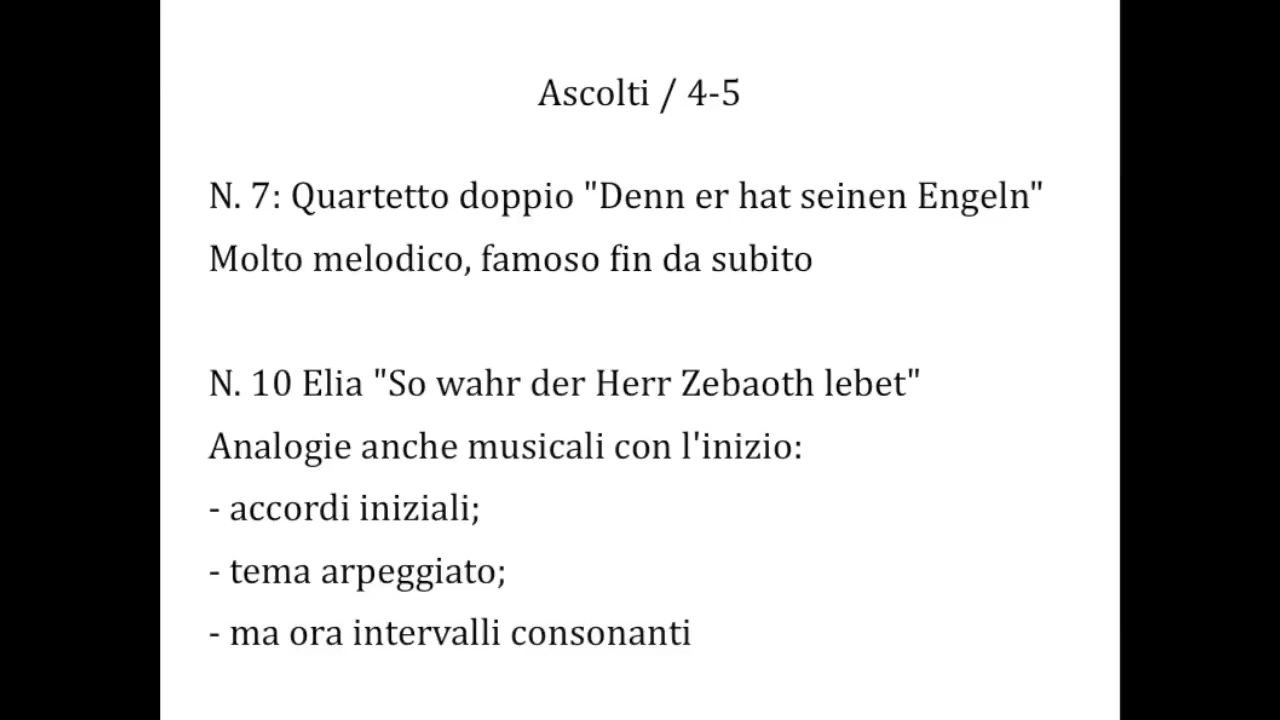 Ascolti / 4-5
N. 7: Quartetto doppio "Denn er hat seinen Engeln"
Molto melodico, famoso fin da subito
N. 10 Elia "So wahr der Herr Zebaoth lebet"
Analogie anche musicali con l'inizio:
- accordi iniziali;
- tema arpeggiato;
- ma ora intervalli consonanti